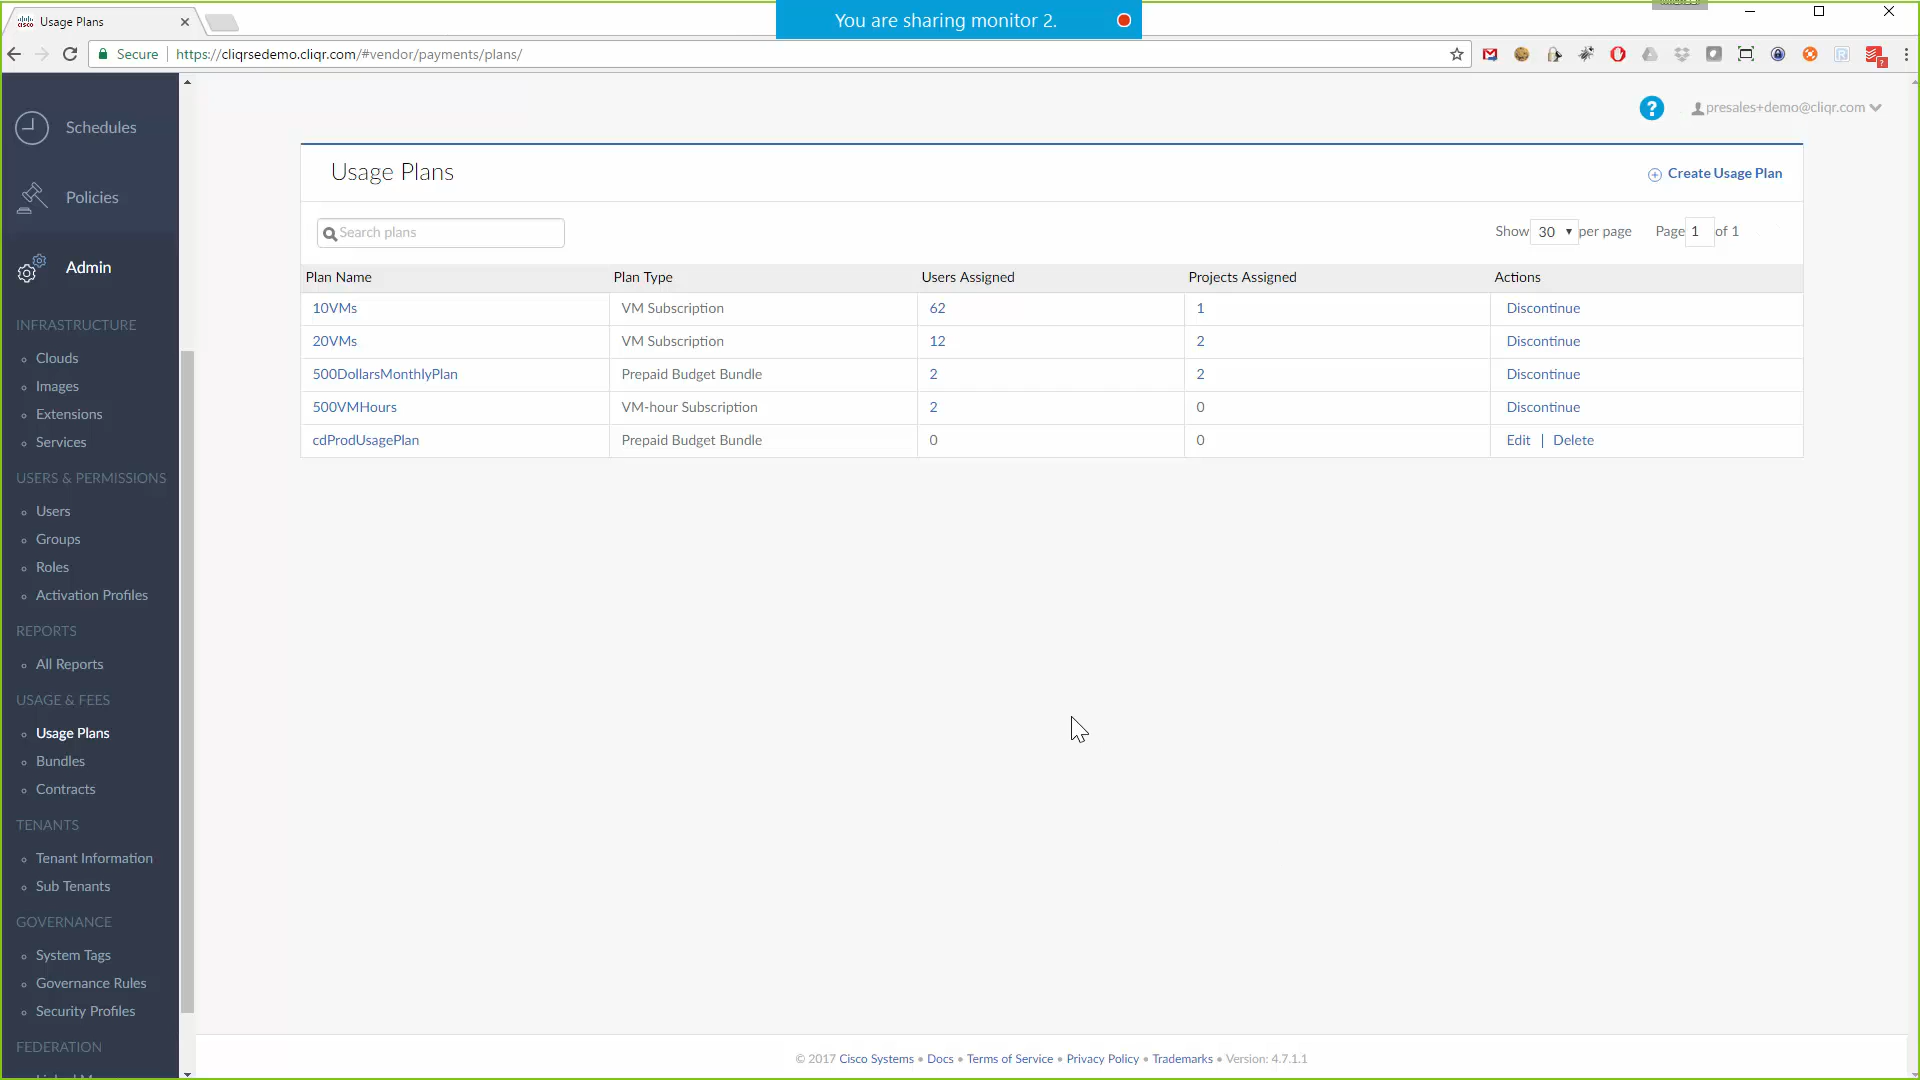 Usage Plans
You are sharing monitor 2.
Secure https://cliqrsedemo.cliqr.com/#vendor/payments/plans/
presales+demo@cliqr.com
Schedules
Policies
Admin
INFRASTRUCTURE
Clouds
Images
Extensions
Services
USERS & PERMISSIONS
Users
Groups
Roles
Activation Profiles
REPORTS
All Reports
USAGE & FEES
Usage Plans
Bundles
Contracts
TENANTS
Tenant Information
Sub Tenants
GOVERNANCE
System Tags
Governance Rules
Security Profiles
FEDERATION
Usage Plans
Create Usage Plan
Search plans
Show 30 per page Page 1 of 1
Plan Name Plan Type Users Assigned Projects Assigned Actions
10VMs VM Subscription 62 1 Discontinue
20VMs VM Subscription 12 2 Discontinue
500DollarsMonthlyPlan Prepaid Budget Bundle 2 2 Discontinue
500VMHours VM-hour Subscription 2 0 Discontinue
cdProdUsagePlan Prepaid Budget Bundle 0 0 Edit | Delete
© 2017 Cisco Systems • Docs • Terms of Service • Privacy Policy • Trademarks • Version: 4.7.1.1